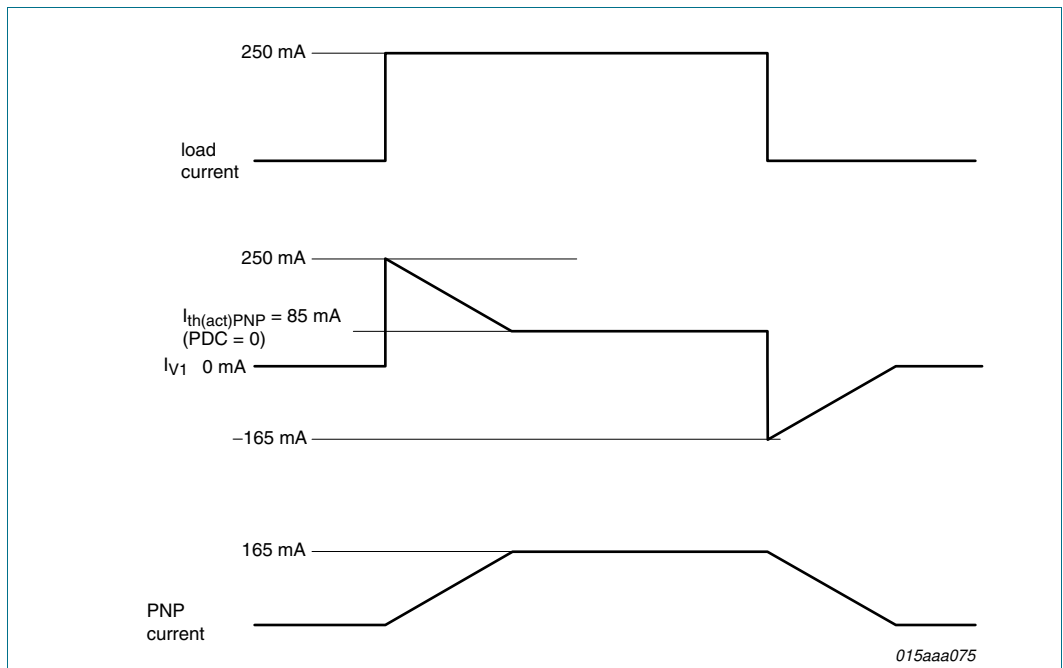 250 mA
load
current
250 mA
Ith(act)PNP = 85 mA
(PDC = 0)
IV1 0 mA
−165 mA
165 mA
PNP
current
015aaa075